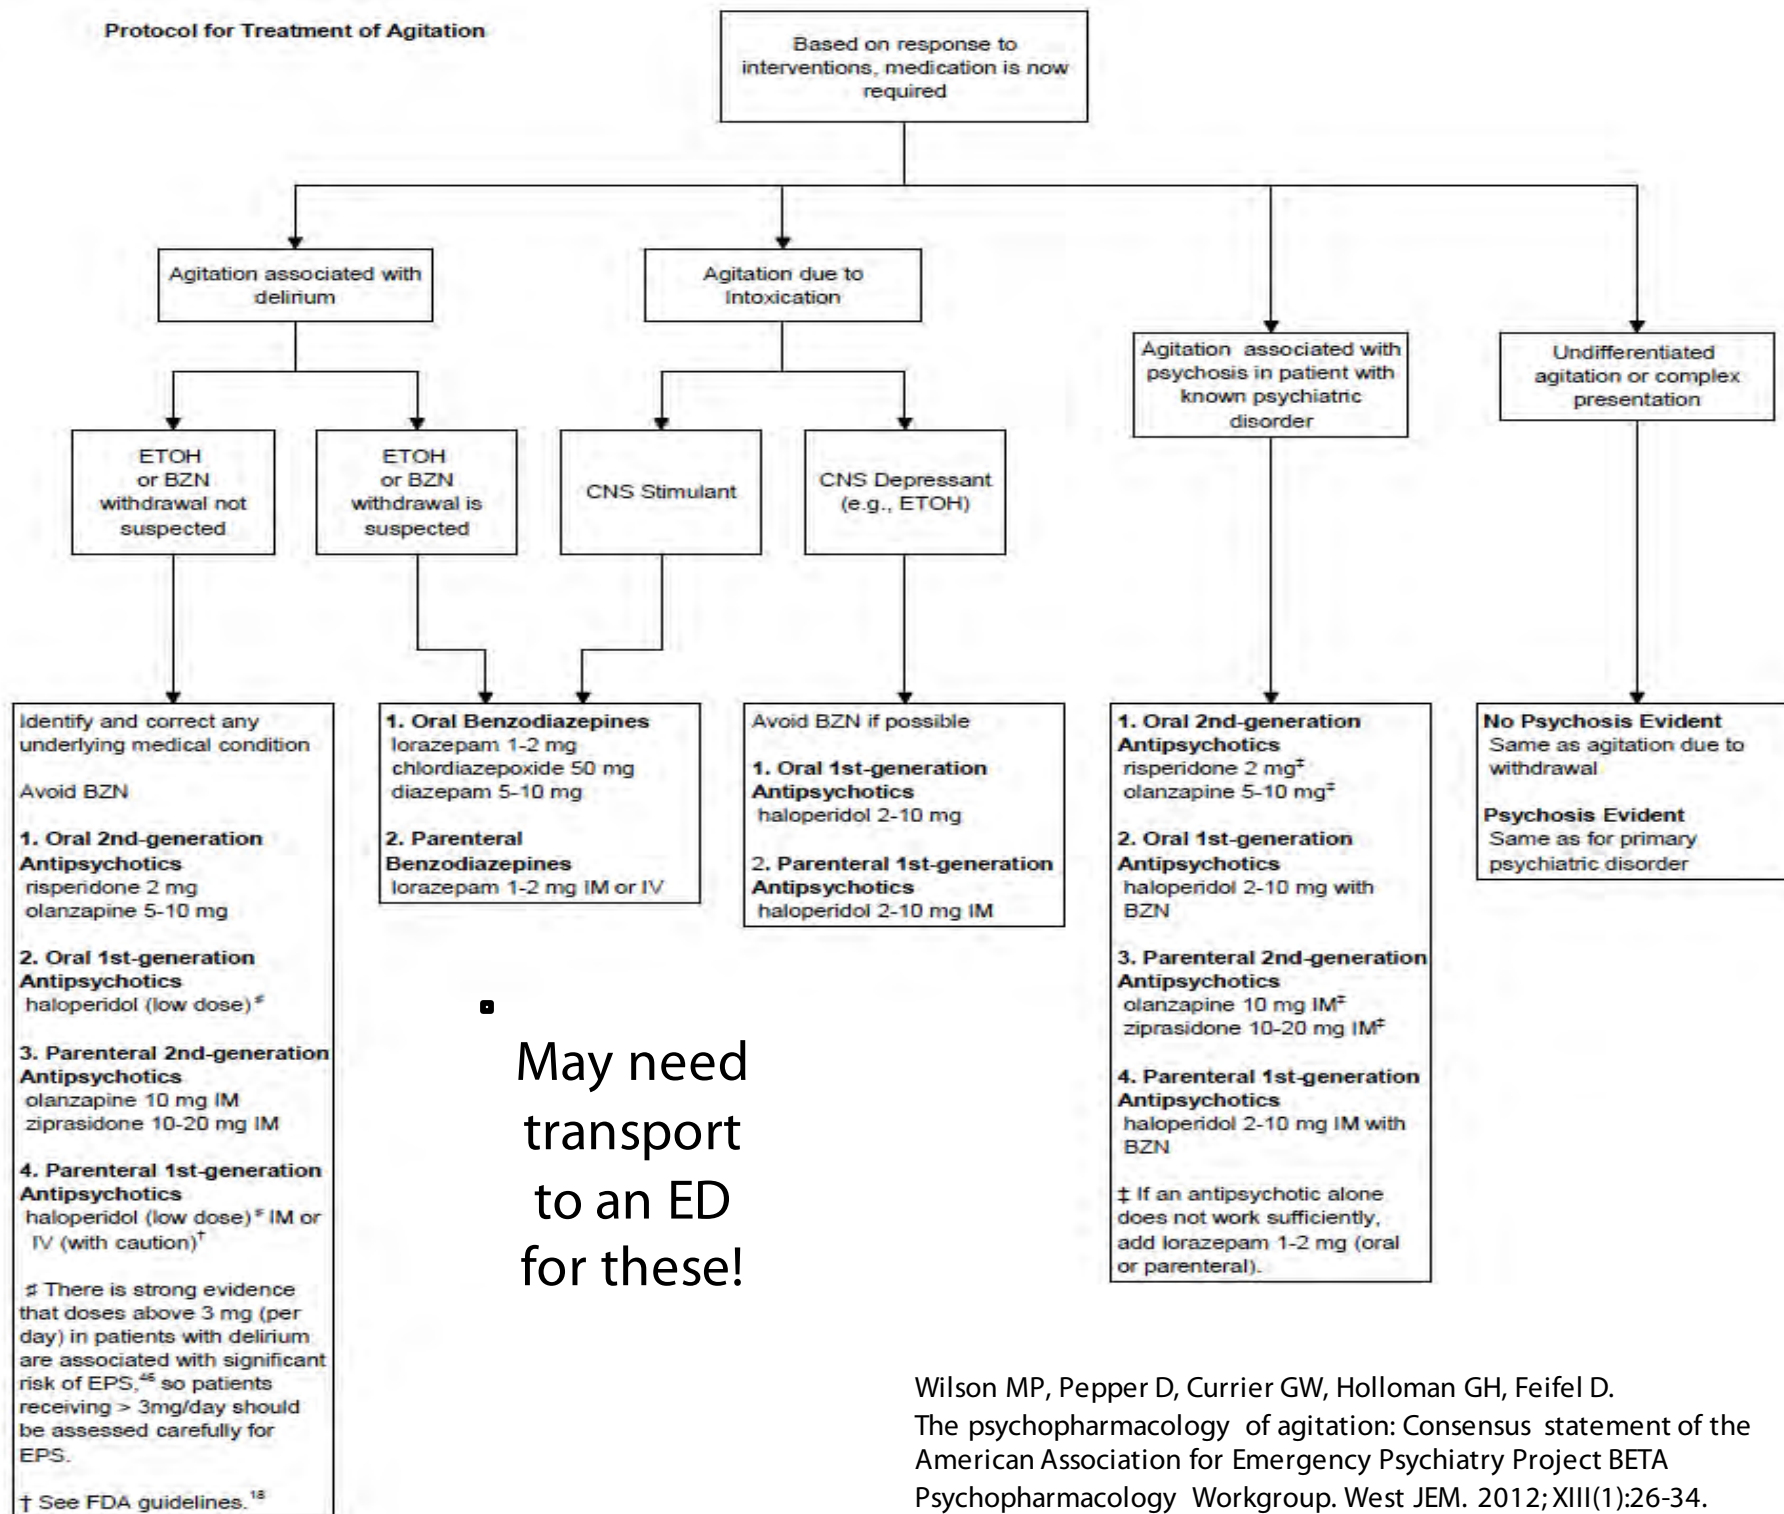 Protocol for Treatment of Agitation
Based on response to
interventions, medication is now
required
Agitation associated with
delirium
Agitation due to
Intoxication
Agitation associated with
psychosis in patient with
known psychiatric
disorder
Undifferentiated
agitation or complex
presentation
ETOH
or BZN
withdrawal not
suspected
ETOH
or BZN
withdrawal is
suspected
CNS Stimulant
CNS Depressant
(e.g., ETOH)
Identify and correct any
underlying medical condition
Avoid BZN
1. Oral 2nd-generation
Antipsychotics
risperidone 2 mg
olanzapine 5-10 mg
2. Oral 1st-generation
Antipsychotics
haloperidol (low dose)♯
3. Parenteral 2nd-generation
Antipsychotics
olanzapine 10 mg IM
ziprasidone 10-20 mg IM
4. Parenteral 1st-generation
Antipsychotics
haloperidol (low dose)♯ IM or
IV (with caution)†
♯ There is strong evidence
that doses above 3 mg (per
day) in patients with delirium
are associated with significant
risk of EPS,46 so patients
receiving > 3mg/day should
be assessed carefully for
EPS.
† See FDA guidelines.18
1. Oral Benzodiazepines
lorazepam 1-2 mg
chlordiazepoxide 50 mg
diazepam 5-10 mg
2. Parenteral
Benzodiazepines
lorazepam 1-2 mg IM or IV
Avoid BZN if possible
1. Oral 1st-generation
Antipsychotics
haloperidol 2-10 mg
2. Parenteral 1st-generation
Antipsychotics
haloperidol 2-10 mg IM
1. Oral 2nd-generation
Antipsychotics
risperidone 2 mg‡
olanzapine 5-10 mg‡
2. Oral 1st-generation
Antipsychotics
haloperidol 2-10 mg with
BZN
3. Parenteral 2nd-generation
Antipsychotics
olanzapine 10 mg IM‡
ziprasidone 10-20 mg IM‡
4. Parenteral 1st-generation
Antipsychotics
haloperidol 2-10 mg IM with
BZN
‡ If an antipsychotic alone
does not work sufficiently,
add lorazepam 1-2 mg (oral
or parenteral).
No Psychosis Evident
Same as agitation due to
withdrawal
Psychosis Evident
Same as for primary
psychiatric disorder
May need
transport
to an ED
for these!
Wilson MP, Pepper D, Currier GW, Holloman GH, Feifel D.
The psychopharmacology of agitation: Consensus statement of the
American Association for Emergency Psychiatry Project BETA
Psychopharmacology Workgroup. West JEM. 2012;XIII(1):26-34.